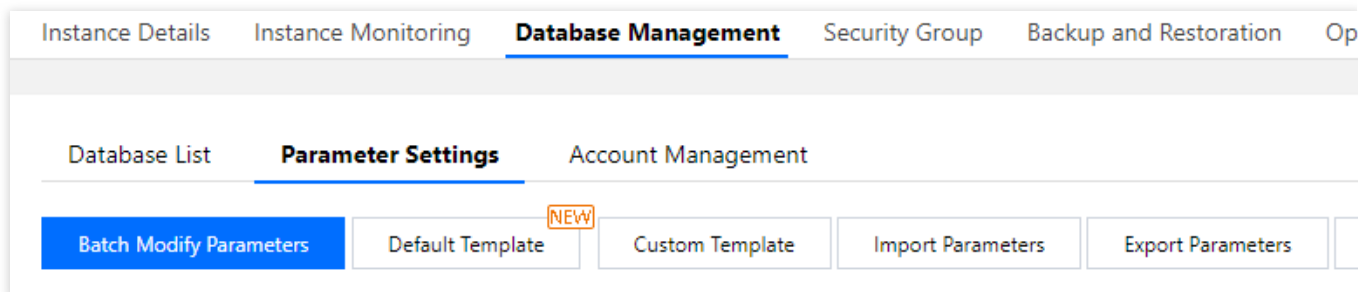 Instance Details Instance Monitoring Database Management Security Group Backup and Restoration
Database List Parameter Settings Account Management
NEW
Batch Modify Parameters Default Template Custom Template Import Parameters Export Parameters